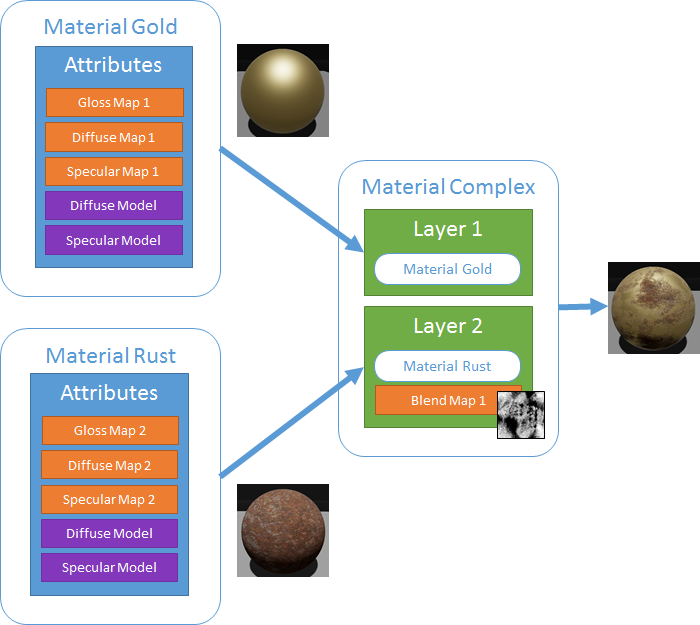 Material Gold
Attributes
Gloss Map 1
Diffuse Map 1
Specular Map 1
Diffuse Model
Specular Model
Material Complex
Layer 1
Material Gold
Layer 2
Material Rust
Blend Map 1
Material Rust
Attributes
Gloss Map 2
Diffuse Map 2
Specular Map 2
Diffuse Model
Specular Model